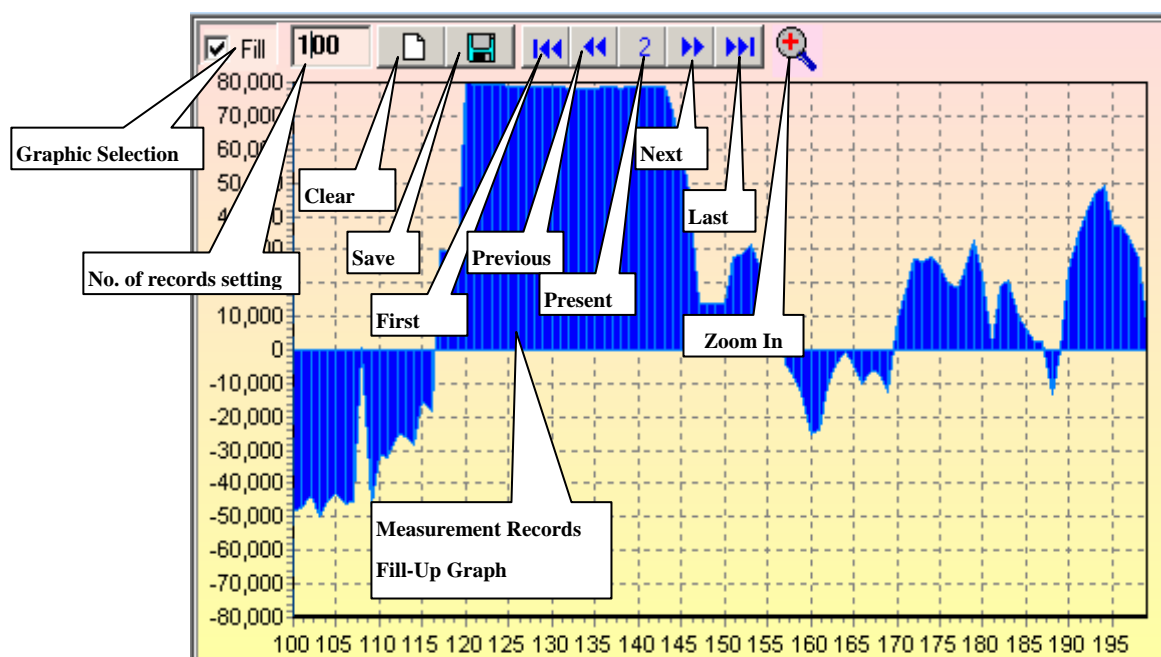 Fill
100
2
80,000
70,000
60,000
50,000
10,000
0
-10,000
-20,000
-30,000
-40,000
-50,000
-60,000
-70,000
-80,000
100 105 110 115 120 125 130 135 140 145 150 155 160 165 170 175 180 185 190 195
Graphic Selection
No. of records setting
Clear
Save
First
Previous
Present
Next
Last
Zoom In
Measurement Records
Fill-Up Graph